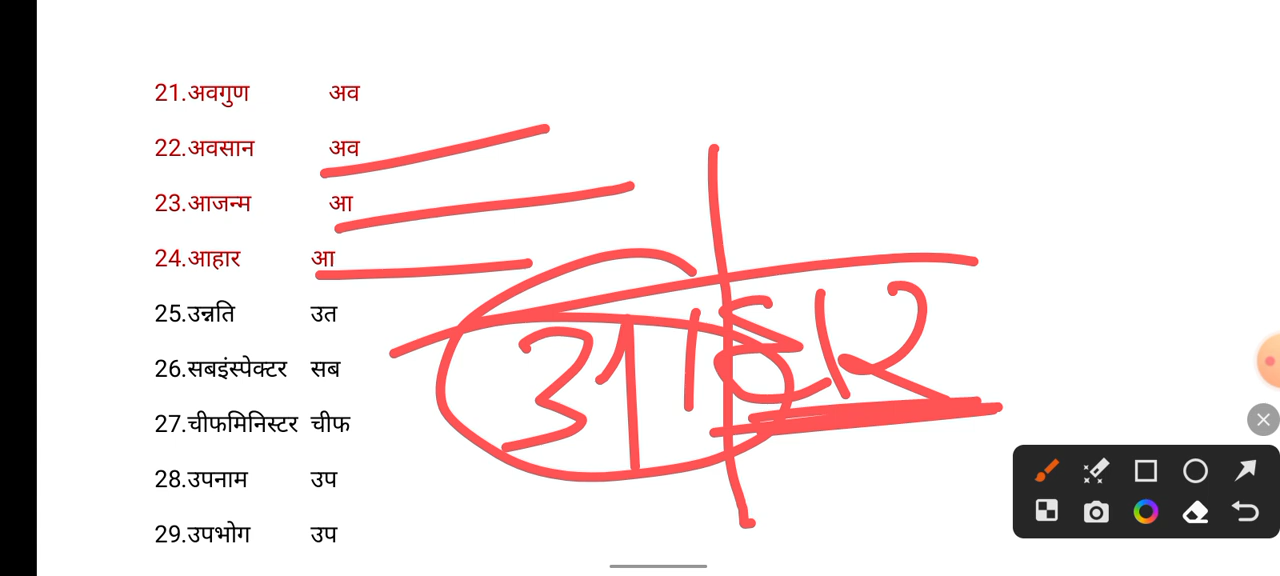 21.अवगुण अव
22.अवसान अव
23.आजन्म आ
24.आहार आ
25.उन्नति उत
26.सबइंस्पेक्टर सब
27.चीफमिनिस्टर चीफ
28.उपनाम उप
29.उपभोग उप
आहार